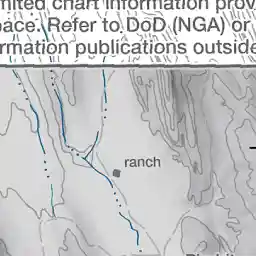 mited chart information prov
pace. Refer to DoD (NGA) or
rmation publications outside
ranch